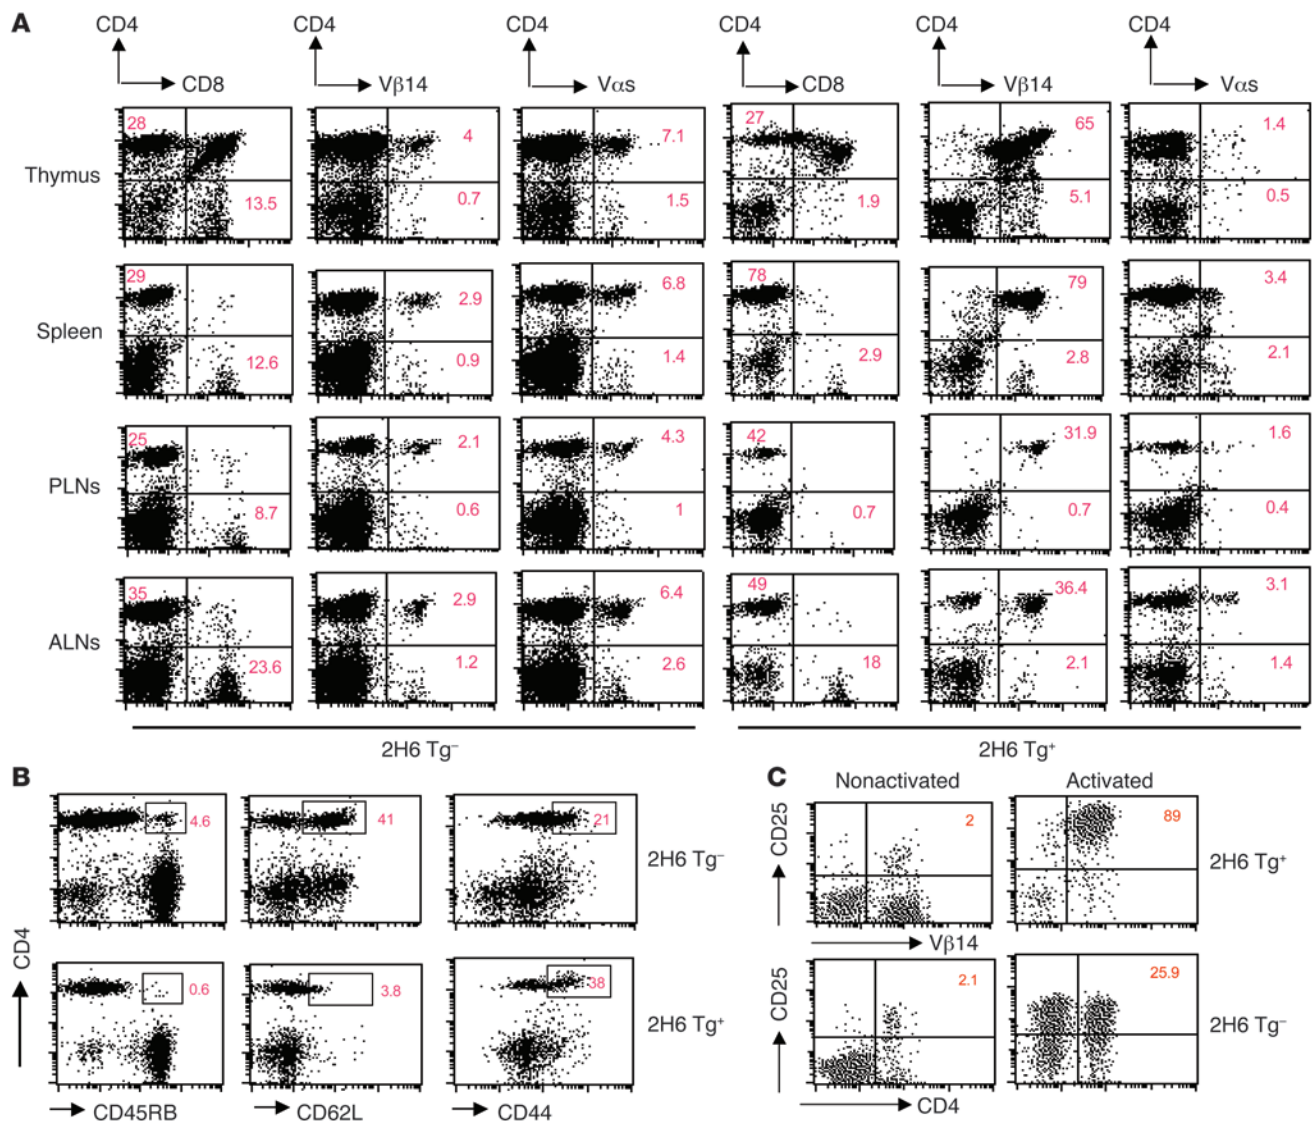 A
CD4 CD4 CD4 CD4 CD4 CD4
CD8 Vβ14 Vαs CD8 Vβ14 Vαs
Thymus
28 4 7.1 27 65 1.4
13.5 0.7 1.5 1.9 5.1 0.5
Spleen
29 2.9 6.8 78 79 3.4
12.6 0.9 1.4 2.9 2.8 2.1
PLNs
25 2.1 4.3 42 31.9 1.6
8.7 0.6 1 0.7 0.7 0.4
ALNs
35 2.9 6.4 49 36.4 3.1
23.6 1.2 2.6 18 2.1 1.4
2H6 Tg⁻ 2H6 Tg⁺
B
4.6 41 21 2H6 Tg⁻
CD4
0.6 3.8 38 2H6 Tg⁺
CD45RB CD62L CD44
C
Nonactivated Activated
CD25 2 89 2H6 Tg⁺
Vβ14
CD25 2.1 25.9 2H6 Tg⁻
CD4